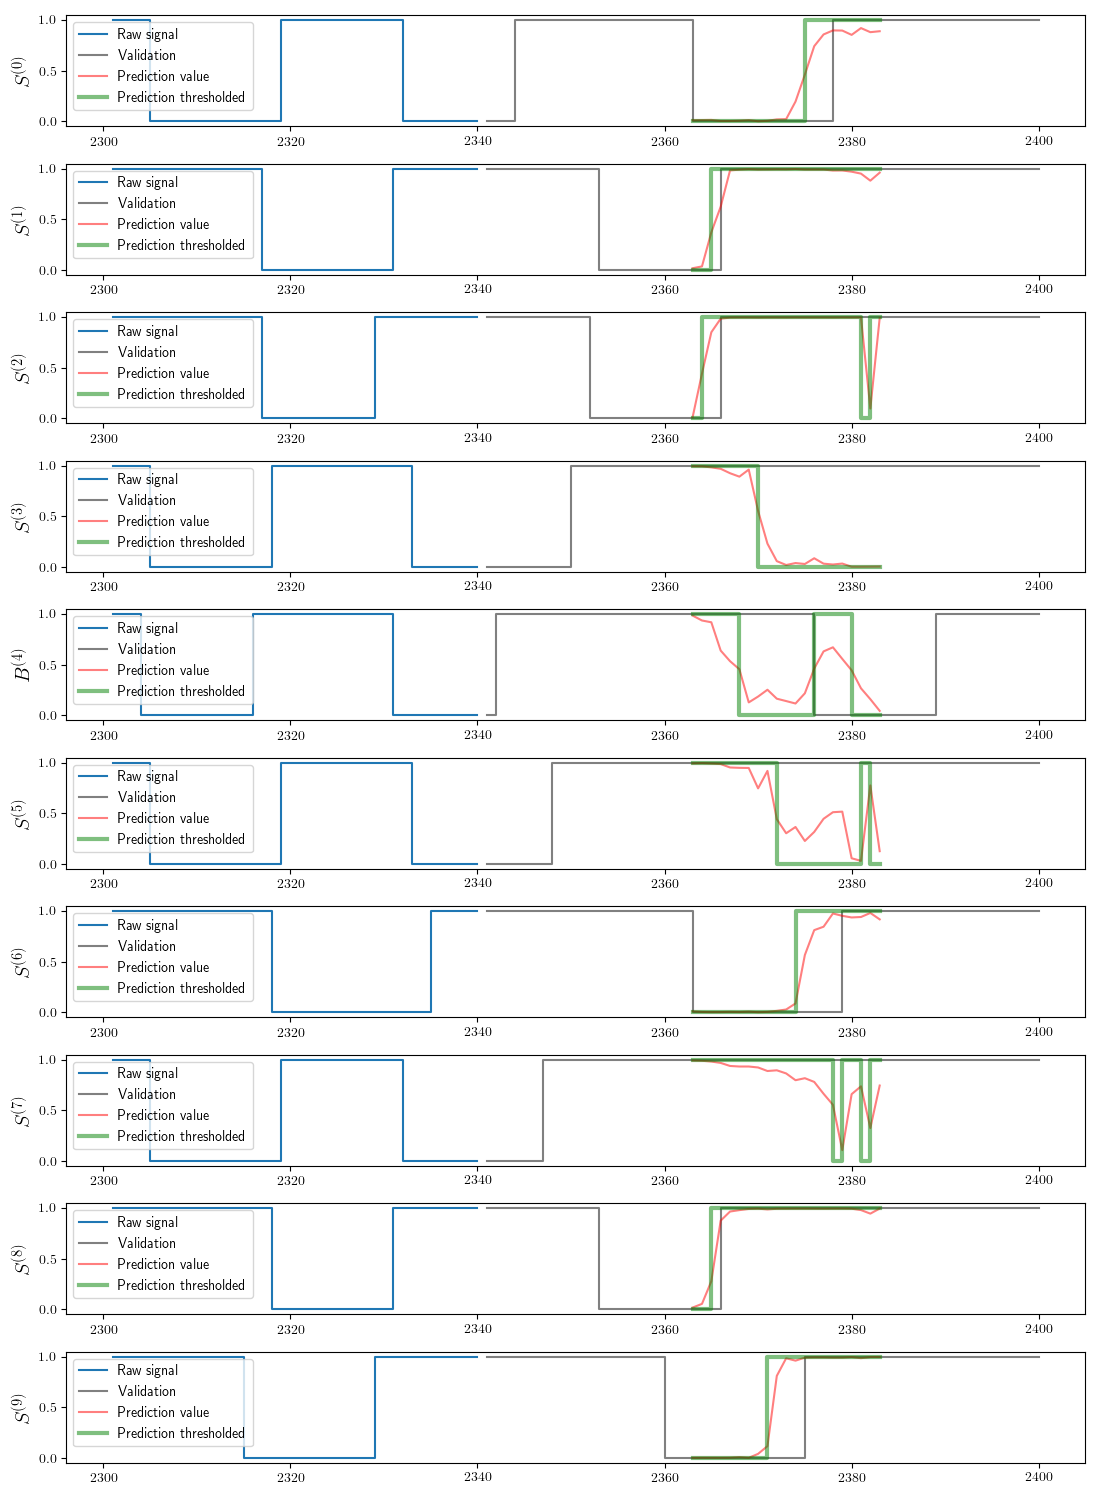 1.0
0.5
0.0
S^(0)
Raw signal
Validation
Prediction value
Prediction thresholded
2300 2320 2340 2360 2380 2400
1.0
0.5
0.0
S^(1)
Raw signal
Validation
Prediction value
Prediction thresholded
2300 2320 2340 2360 2380 2400
1.0
0.5
0.0
S^(2)
Raw signal
Validation
Prediction value
Prediction thresholded
2300 2320 2340 2360 2380 2400
1.0
0.5
0.0
S^(3)
Raw signal
Validation
Prediction value
Prediction thresholded
2300 2320 2340 2360 2380 2400
1.0
0.5
0.0
B^(4)
Raw signal
Validation
Prediction value
Prediction thresholded
2300 2320 2340 2360 2380 2400
1.0
0.5
0.0
S^(5)
Raw signal
Validation
Prediction value
Prediction thresholded
2300 2320 2340 2360 2380 2400
1.0
0.5
0.0
S^(6)
Raw signal
Validation
Prediction value
Prediction thresholded
2300 2320 2340 2360 2380 2400
1.0
0.5
0.0
S^(7)
Raw signal
Validation
Prediction value
Prediction thresholded
2300 2320 2340 2360 2380 2400
1.0
0.5
0.0
S^(8)
Raw signal
Validation
Prediction value
Prediction thresholded
2300 2320 2340 2360 2380 2400
1.0
0.5
0.0
S^(9)
Raw signal
Validation
Prediction value
Prediction thresholded
2300 2320 2340 2360 2380 2400